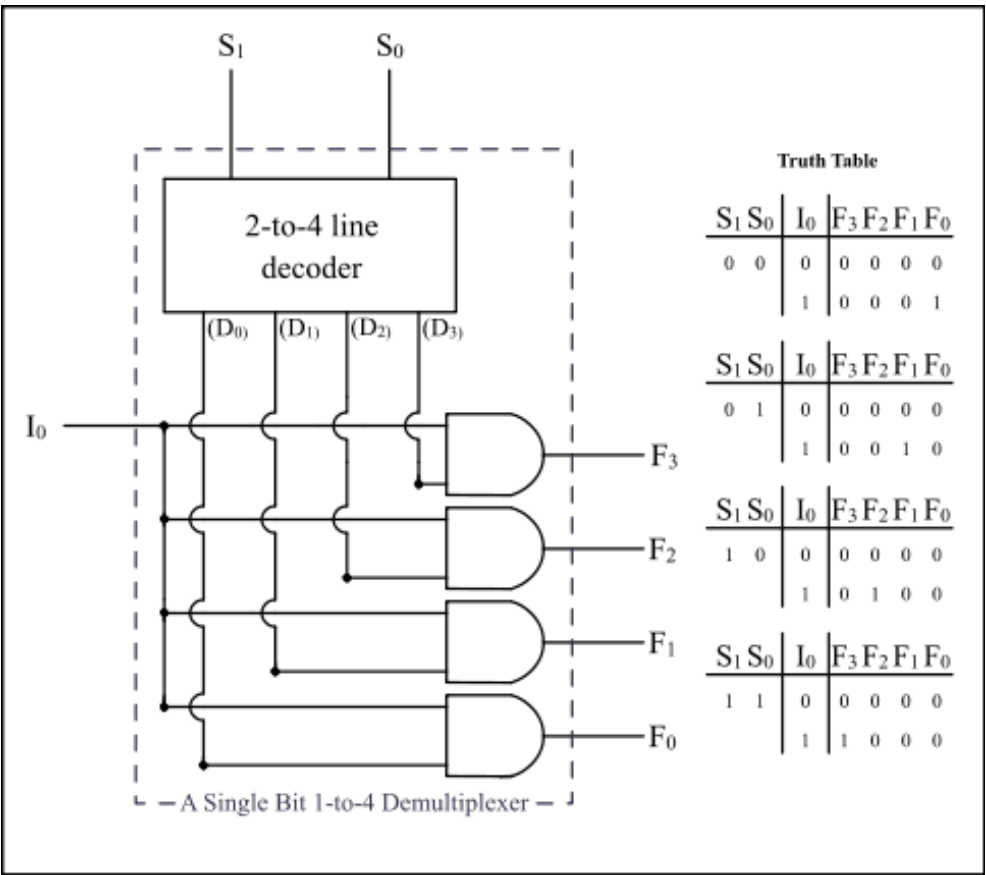 S₁ S₀
2-to-4 line
decoder
(D₀) (D₁) (D₂) (D₃)
I₀
F₃
F₂
F₁
F₀
A Single Bit 1-to-4 Demultiplexer
Truth Table
S₁ S₀ I₀ F₃ F₂ F₁ F₀
0 0 0 0 0 0 0
1 0 0 0 1
S₁ S₀ I₀ F₃ F₂ F₁ F₀
0 1 0 0 0 0 0
1 0 0 1 0
S₁ S₀ I₀ F₃ F₂ F₁ F₀
1 0 0 0 0 0 0
1 0 1 0 0
S₁ S₀ I₀ F₃ F₂ F₁ F₀
1 1 0 0 0 0 0
1 1 0 0 0